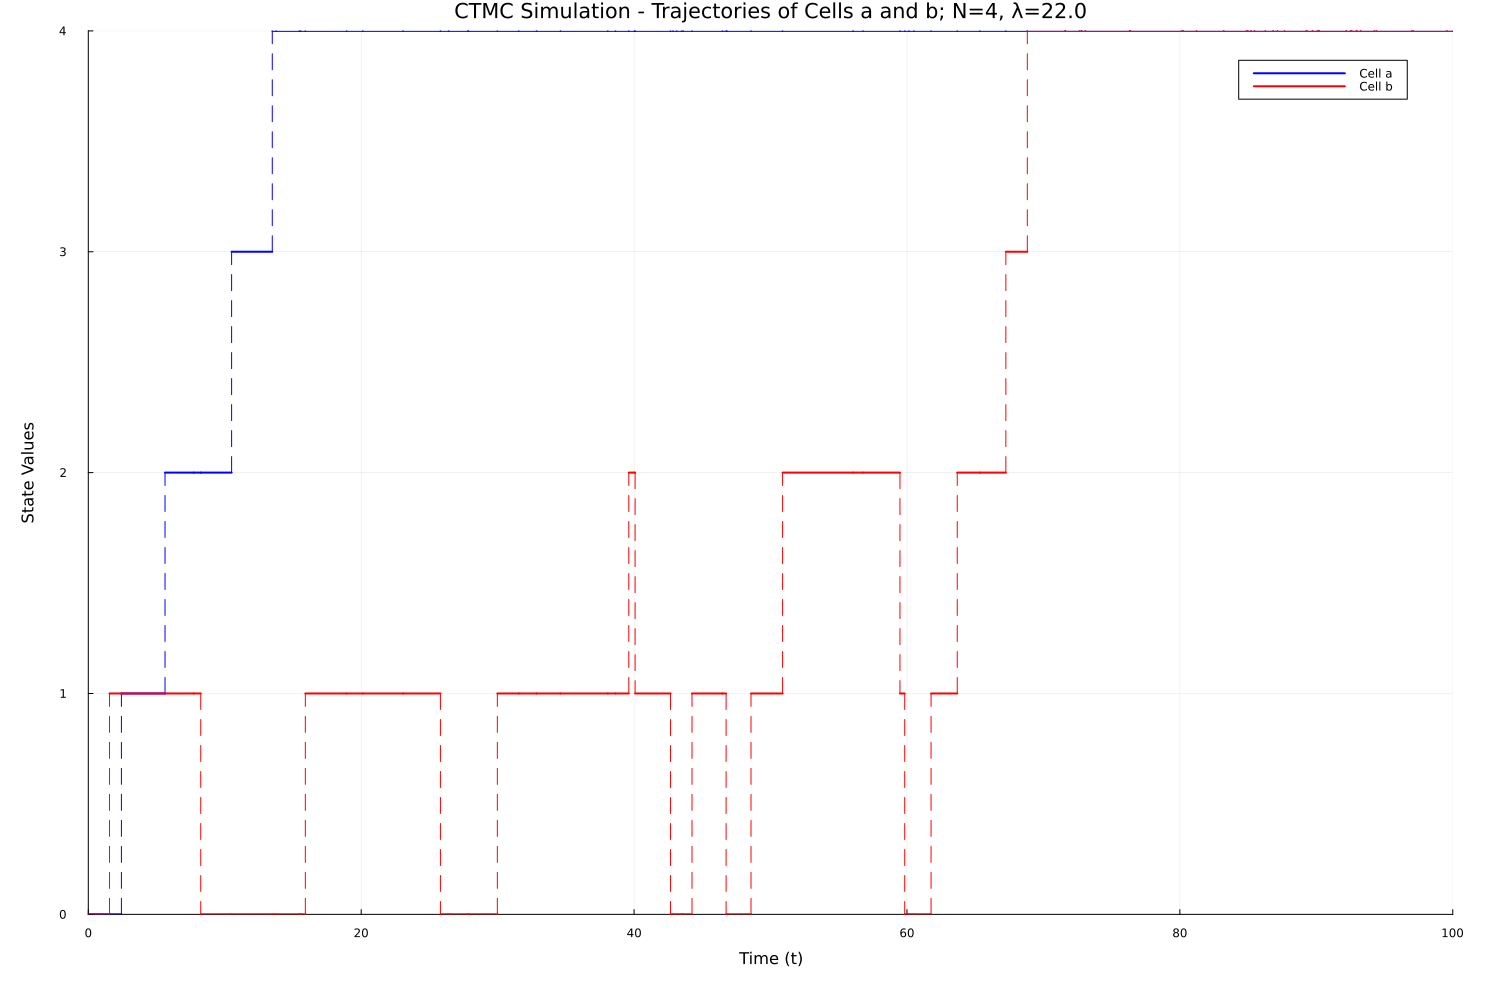 CTMC Simulation - Trajectories of Cells a and b; N=4, λ=22.0
Cell a
Cell b
State Values
4
3
2
1
0
0 20 40 60 80 100
Time (t)